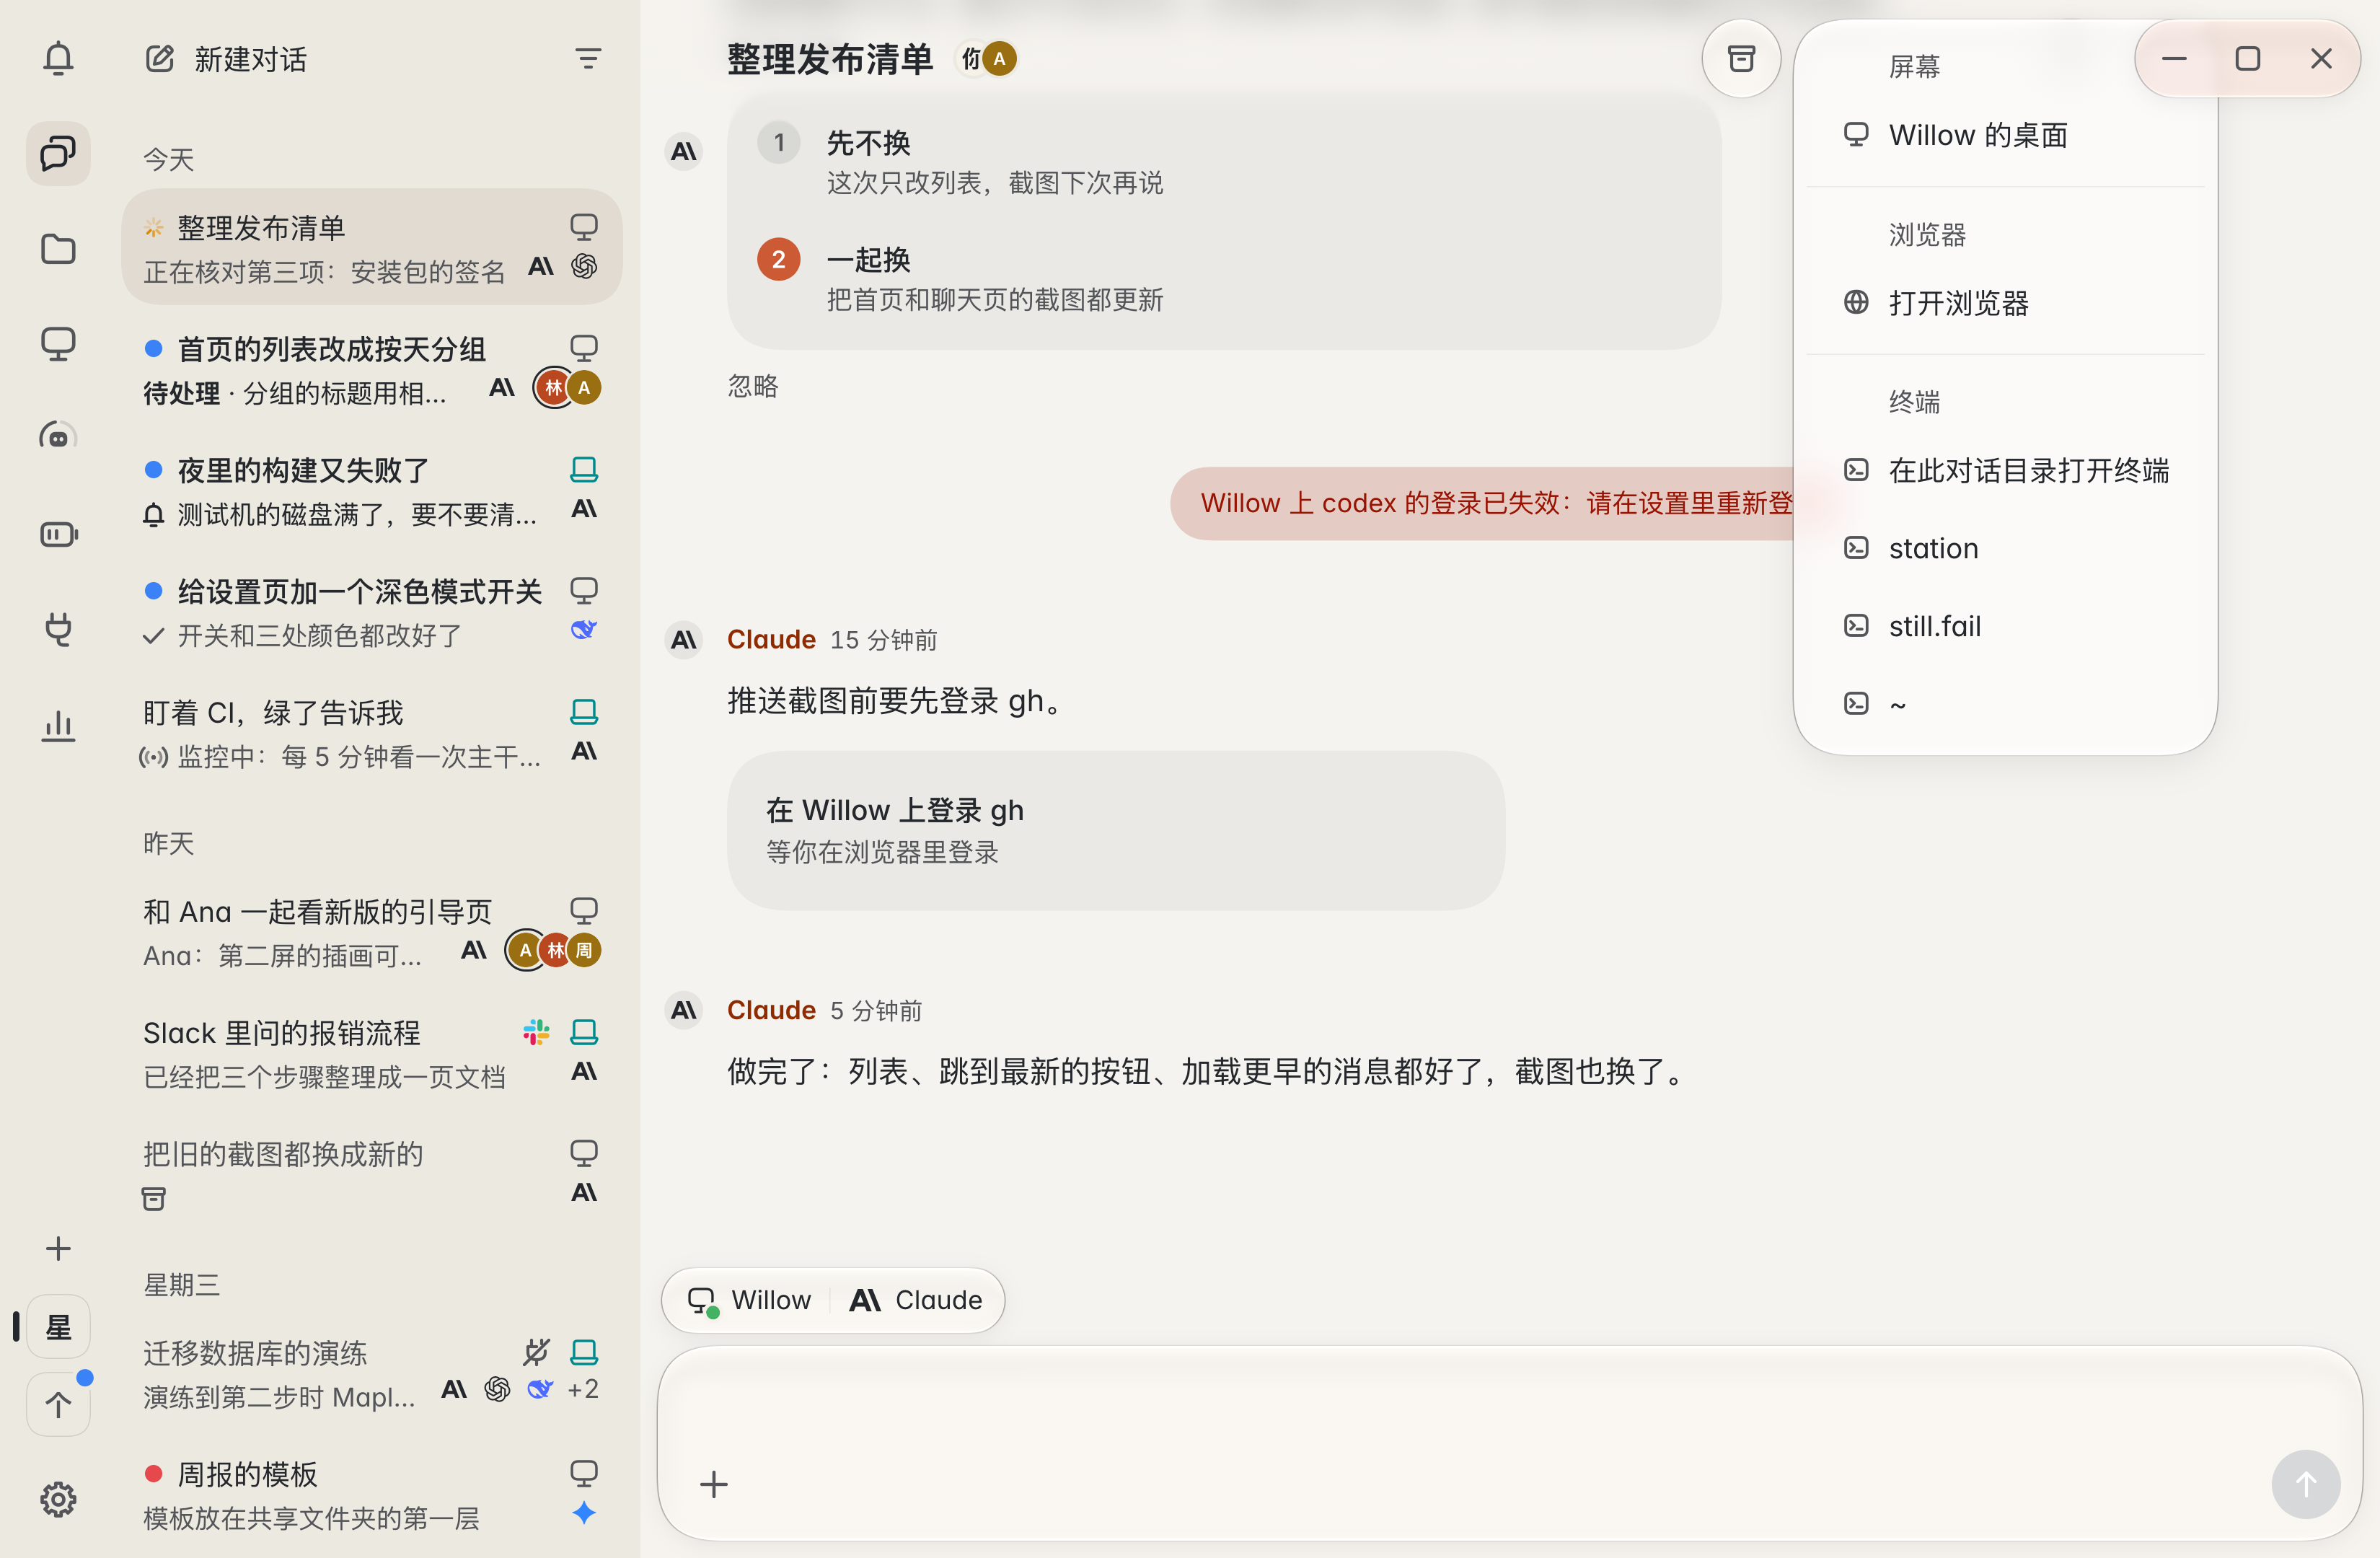 新建对话
今天
整理发布清单
正在核对第三项：安装包的签名
首页的列表改成按天分组
待处理 · 分组的标题用相…
林 A
夜里的构建又失败了
测试机的磁盘满了，要不要清…
给设置页加一个深色模式开关
开关和三处颜色都改好了
盯着 CI，绿了告诉我
监控中：每 5 分钟看一次主干…
昨天
和 Ana 一起看新版的引导页
Ana：第二屏的插画可…
A 林 周
Slack 里问的报销流程
已经把三个步骤整理成一页文档
把旧的截图都换成新的
星期三
迁移数据库的演练
演练到第二步时 Mapl…
+2
周报的模板
模板放在共享文件夹的第一层
星
个
整理发布清单
你 A
1 先不换
这次只改列表，截图下次再说
2 一起换
把首页和聊天页的截图都更新
忽略
Willow 上 codex 的登录已失效：请在设置里重新登
Claude 15 分钟前
推送截图前要先登录 gh。
在 Willow 上登录 gh
等你在浏览器里登录
Claude 5 分钟前
做完了：列表、跳到最新的按钮、加载更早的消息都好了，截图也换了。
Willow
Claude
屏幕
Willow 的桌面
浏览器
打开浏览器
终端
在此对话目录打开终端
station
still.fail
~